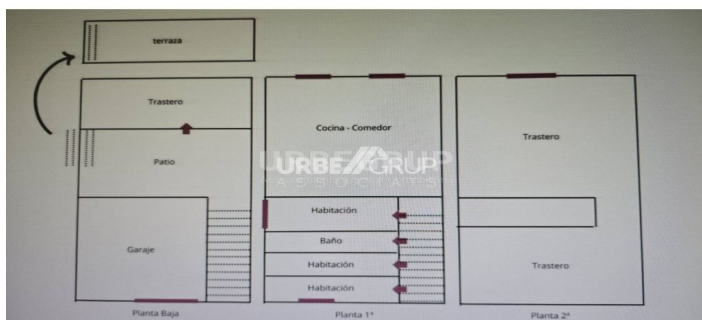 terraza
Trastero
Patio
Garaje
Planta Baja
Cocina - Comedor
URBE GRUP
ASSOCIATS
Habitación
Baño
Habitación
Habitación
Planta 1ª
Trastero
Trastero
Planta 2ª